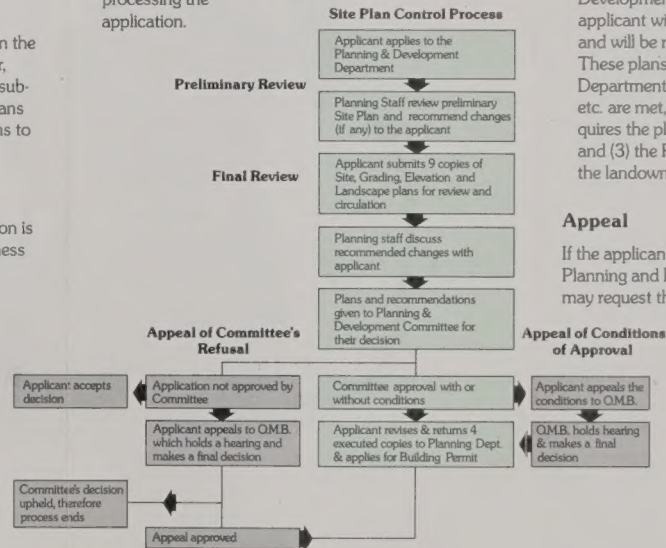 processing the
application.
n the
r,
sub-
ans
ns to
on is
ness
Site Plan Control Process
Applicant applies to the
Planning & Development
Department
Preliminary Review
Planning Staff review preliminary
Site Plan and recommend changes
(if any) to the applicant
Final Review
Applicant submits 9 copies of
Site, Grading, Elevation and
Landscape plans for review and
circulation
Planning staff discuss
recommended changes with
applicant
Plans and recommendations
given to Planning &
Development Committee for
their decision
Appeal of Committee's
Refusal
Appeal of Conditions
of Approval
Applicant accepts
decision
Application not approved by
Committee
Committee approval with or
without conditions
Applicant appeals the
conditions to O.M.B.
Applicant appeals to O.M.B.
which holds a hearing and
makes a final decision
Applicant revises & returns 4
executed copies to Planning Dept.
& applies for Building Permit
O.M.B. holds hearing
& makes a final
decision
Committee's decision
upheld, therefore
process ends
Appeal approved
Development
applicant wi
and will be r
These plans
Department
etc. are met,
quires the pl
and (3) the P
the landown
Appeal
If the applican
Planning and
may request th